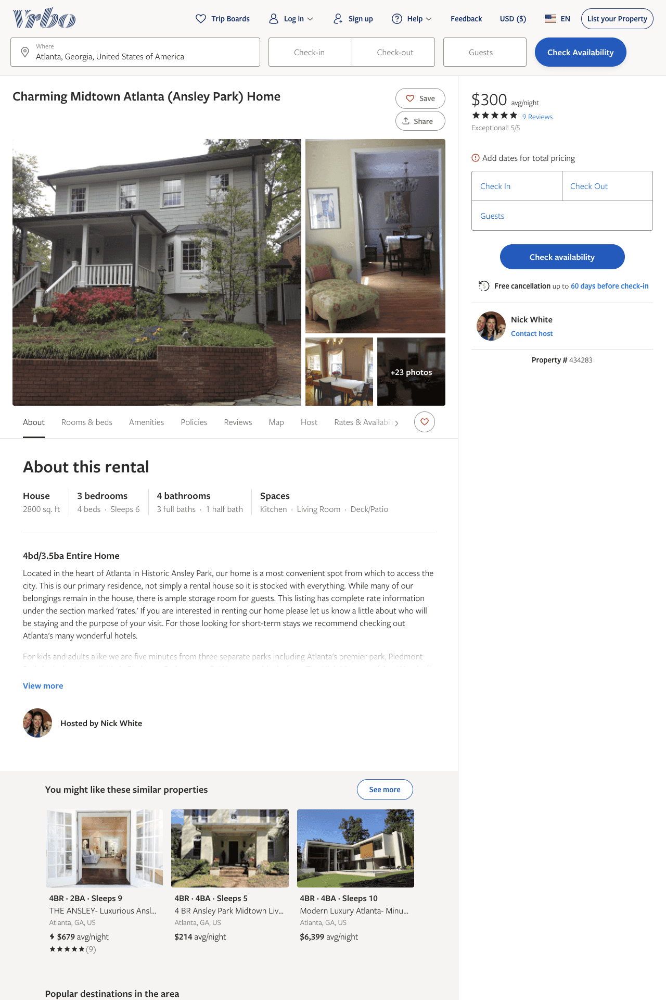 Vrbo
Trip Boards
Log in
Sign up
Help
Feedback
USD ($)
EN
List your Property
Where
Atlanta, Georgia, United States of America
Check-in
Check-out
Guests
Check Availability
Charming Midtown Atlanta (Ansley Park) Home
Save
Share
+23 photos
About
Rooms & beds
Amenities
Policies
Reviews
Map
Host
Rates & Availabili
About this rental
House
2800 sq. ft
3 bedrooms
4 beds · Sleeps 6
4 bathrooms
3 full baths · 1 half bath
Spaces
Kitchen · Living Room · Deck/Patio
4bd/3.5ba Entire Home
Located in the heart of Atlanta in Historic Ansley Park, our home is a most convenient spot from which to access the
city. This is our primary residence, not simply a rental house so it is stocked with everything. While many of our
belongings remain in the house, there is ample storage room for guests. This listing has complete rate information
under the section marked 'rates.' If you are interested in renting our home please let us know a little about who will
be staying and the purpose of your visit. For those looking for short-term stays we recommend checking out
Atlanta's many wonderful hotels.
For kids and adults alike we are five minutes from three separate parks including Atlanta's premier park, Piedmont
View more
Hosted by Nick White
$300 avg/night
9 Reviews
Exceptional! 5/5
Add dates for total pricing
Check In
Check Out
Guests
Check availability
Free cancellation up to 60 days before check-in
Nick White
Contact host
Property # 434283
You might like these similar properties
See more
4BR · 2BA · Sleeps 9
THE ANSLEY- Luxurious Ansl...
Atlanta, GA, US
$679 avg/night
(9)
4BR · 4BA · Sleeps 5
4 BR Ansley Park Midtown Liv...
Atlanta, GA, US
$214 avg/night
4BR · 4BA · Sleeps 10
Modern Luxury Atlanta- Minu...
Atlanta, GA, US
$6,399 avg/night
Popular destinations in the area